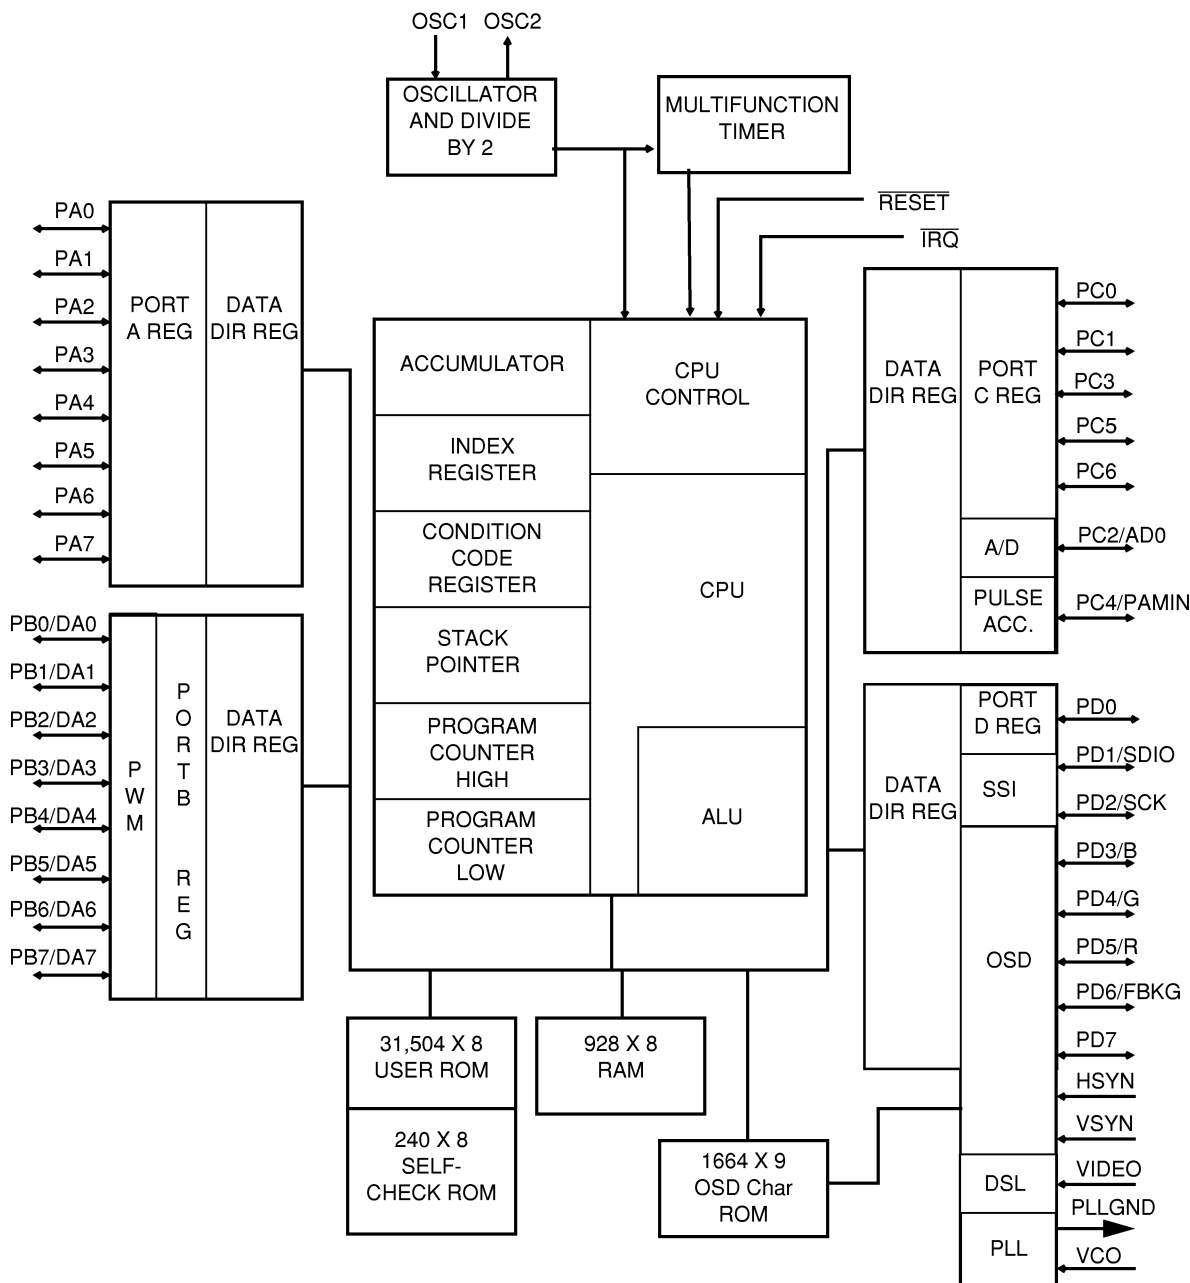 OSC1 OSC2
OSCILLATOR
AND DIVIDE
BY 2
MULTIFUNCTION
TIMER
RESET
IRQ
PA0
PA1
PA2
PA3
PA4
PA5
PA6
PA7
PORT
A REG
DATA
DIR REG
PB0/DA0
PB1/DA1
PB2/DA2
PB3/DA3
PB4/DA4
PB5/DA5
PB6/DA6
PB7/DA7
PWM
PORTB REG
DATA
DIR REG
ACCUMULATOR
INDEX
REGISTER
CONDITION
CODE
REGISTER
STACK
POINTER
PROGRAM
COUNTER
HIGH
PROGRAM
COUNTER
LOW
CPU
CONTROL
CPU
ALU
DATA
DIR REG
PORT
C REG
A/D
PULSE
ACC.
PC0
PC1
PC3
PC5
PC6
PC2/AD0
PC4/PAMIN
DATA
DIR REG
PORT
D REG
SSI
OSD
DSL
PLL
PD0
PD1/SDIO
PD2/SCK
PD3/B
PD4/G
PD5/R
PD6/FBKG
PD7
HSYN
VSYN
VIDEO
PLLGND
VCO
31,504 X 8
USER ROM
240 X 8
SELF-
CHECK ROM
928 X 8
RAM
1664 X 9
OSD Char
ROM